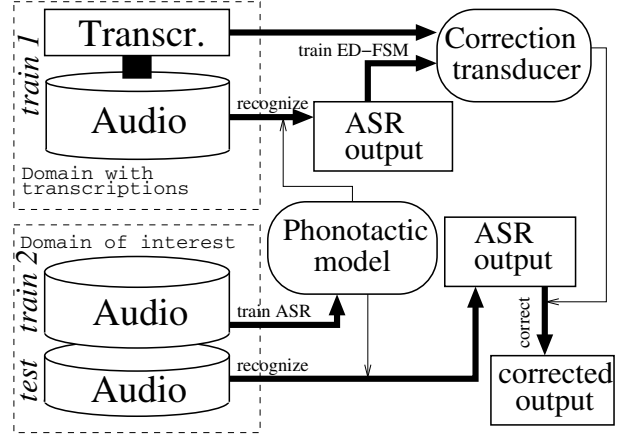 train 1
Transcr.
Audio
Domain with
transcriptions
recognize
train ED-FSM
ASR
output
Correction
transducer
Domain of interest
train 2
Audio
train ASR
Phonotactic
model
test
Audio
recognize
ASR
output
correct
corrected
output